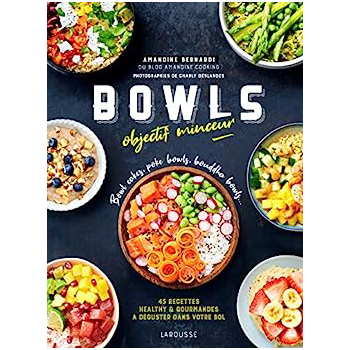 AMANDINE BERNARDI
DU BLOG AMANDINE COOKING
PHOTOGRAPHIES DE CHARLY DESLANDES
BOWLS
objectif minceur
Bowl cakes, poke bowls, bouddha bowls...
45 RECETTES
HEALTHY & GOURMANDES
À DÉGUSTER DANS VOTRE BOL
LAROUSSE